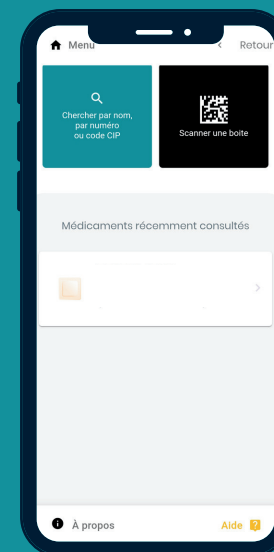 Menu
Retour
Chercher par nom,
par numéro
ou code CIP
Scanner une boite
Médicaments récemment consultés
À propos
Aide